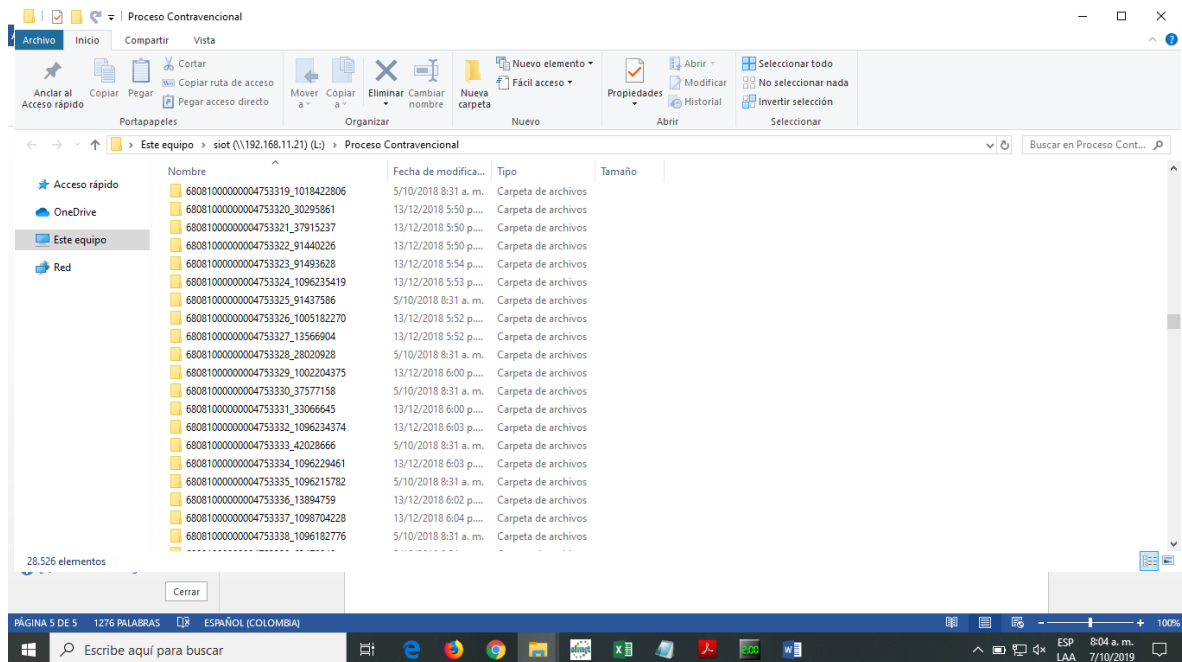 Proceso Contravencional
Archivo Inicio Compartir Vista
Anclar al Acceso rápido
Copiar
Pegar
Cortar
Copiar ruta de acceso
Pegar acceso directo
Portapapeles
Mover a
Copiar a
Eliminar
Cambiar nombre
Organizar
Nueva carpeta
Nuevo elemento
Fácil acceso
Nuevo
Propiedades
Abrir
Modificar
Historial
Abrir
Seleccionar todo
No seleccionar nada
Invertir selección
Seleccionar
Este equipo > siot (\\192.168.11.21) (L:) > Proceso Contravencional
Buscar en Proceso Cont...
Acceso rápido
OneDrive
Este equipo
Red
Nombre Fecha de modifica... Tipo Tamaño
68081000000004753319_1018422806 5/10/2018 8:31 a. m. Carpeta de archivos
68081000000004753320_30295861 13/12/2018 5:50 p.... Carpeta de archivos
68081000000004753321_37915237 13/12/2018 5:50 p.... Carpeta de archivos
68081000000004753322_91440226 13/12/2018 5:50 p.... Carpeta de archivos
68081000000004753323_91493628 13/12/2018 5:54 p.... Carpeta de archivos
68081000000004753324_1096235419 13/12/2018 5:53 p.... Carpeta de archivos
68081000000004753325_91437586 5/10/2018 8:31 a. m. Carpeta de archivos
68081000000004753326_1005182270 13/12/2018 5:52 p.... Carpeta de archivos
68081000000004753327_13566904 13/12/2018 5:52 p.... Carpeta de archivos
68081000000004753328_28020928 5/10/2018 8:31 a. m. Carpeta de archivos
68081000000004753329_1002204375 13/12/2018 6:00 p.... Carpeta de archivos
68081000000004753330_37577158 5/10/2018 8:31 a. m. Carpeta de archivos
68081000000004753331_33066645 13/12/2018 6:00 p.... Carpeta de archivos
68081000000004753332_1096234374 13/12/2018 6:03 p.... Carpeta de archivos
68081000000004753333_42028666 5/10/2018 8:31 a. m. Carpeta de archivos
68081000000004753334_1096229461 13/12/2018 6:03 p.... Carpeta de archivos
68081000000004753335_1096215782 5/10/2018 8:31 a. m. Carpeta de archivos
68081000000004753336_13894759 13/12/2018 6:02 p.... Carpeta de archivos
68081000000004753337_1098704228 13/12/2018 6:04 p.... Carpeta de archivos
68081000000004753338_1096182776 5/10/2018 8:31 a. m. Carpeta de archivos
28.526 elementos
Cerrar
PÁGINA 5 DE 5 1276 PALABRAS ESPAÑOL (COLOMBIA) 100%
Escribe aquí para buscar
ESP
LAA
8:04 a. m.
7/10/2019